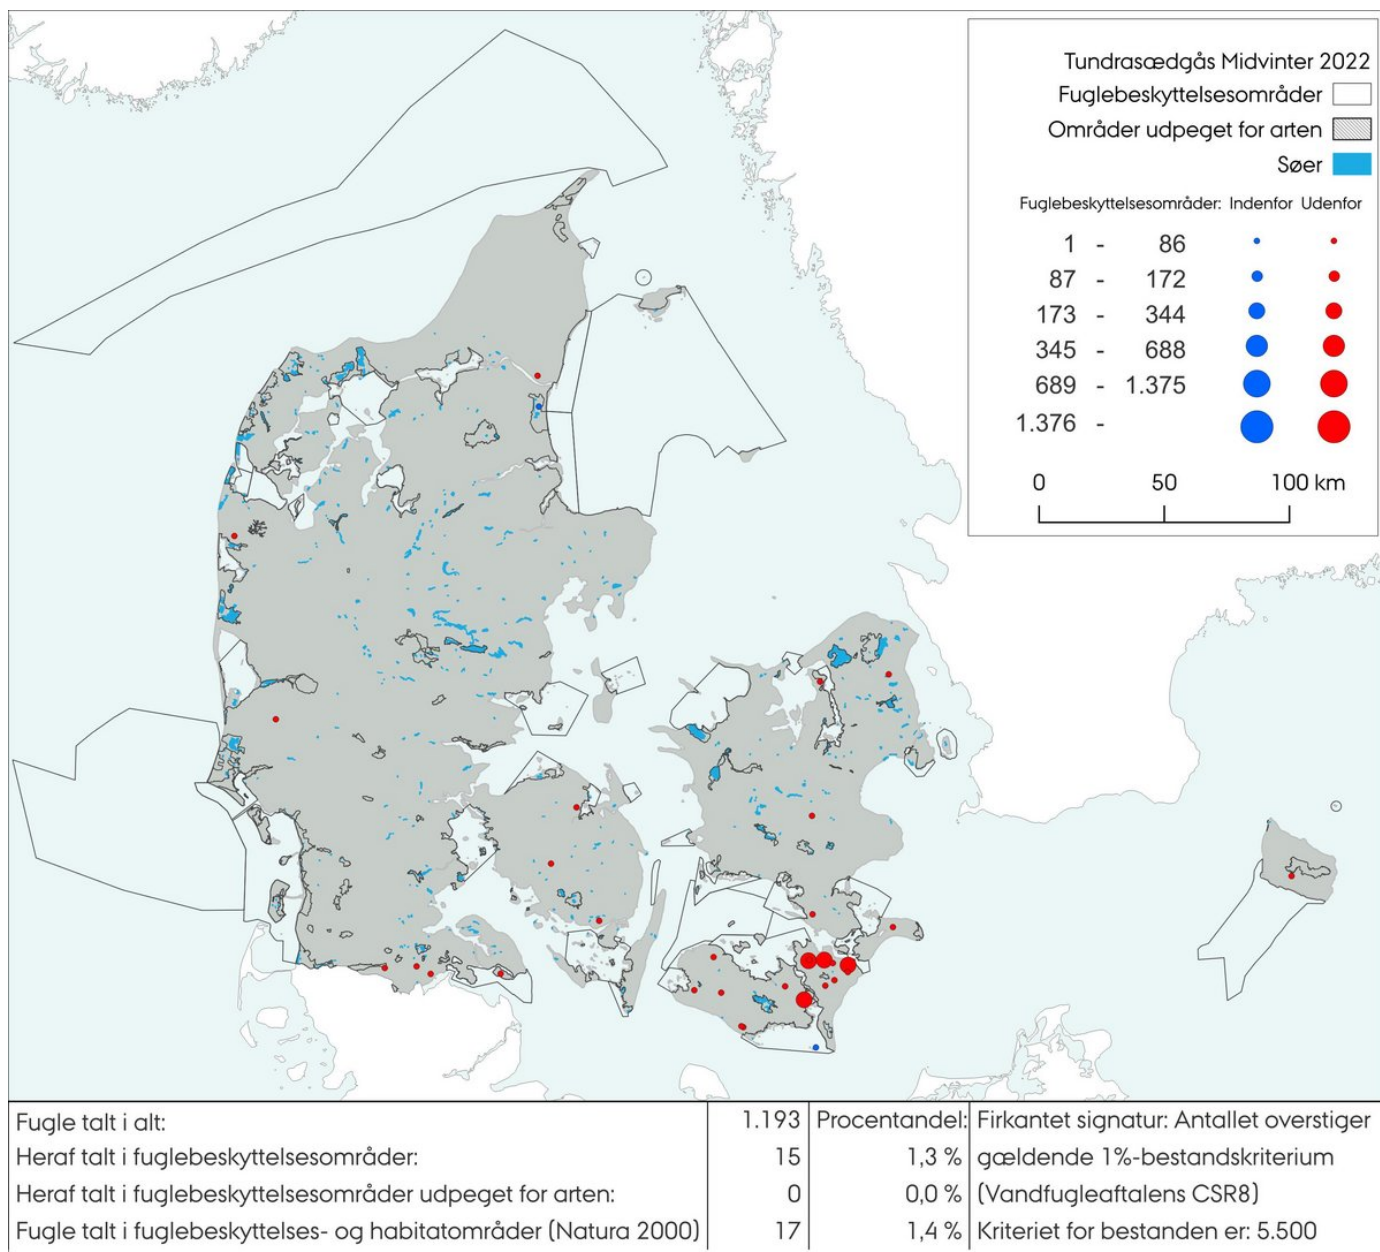 Tundrasædgås Midvinter 2022
Fuglebeskyttelsesområder
Områder udpeget for arten
Søer
Fuglebeskyttelsesområder: Indenfor Udenfor
1 - 86
87 - 172
173 - 344
345 - 688
689 - 1.375
1.376 -
0 50 100 km
Fugle talt i alt: 1.193 Procentandel: Firkantet signatur: Antallet overstiger
Heraf talt i fuglebeskyttelsesområder: 15 1,3 % gældende 1%-bestandskriterium
Heraf talt i fuglebeskyttelsesområder udpeget for arten: 0 0,0 % (Vandfugleaftalens CSR8)
Fugle talt i fuglebeskyttelses- og habitatområder (Natura 2000) 17 1,4 % Kriteriet for bestanden er: 5.500